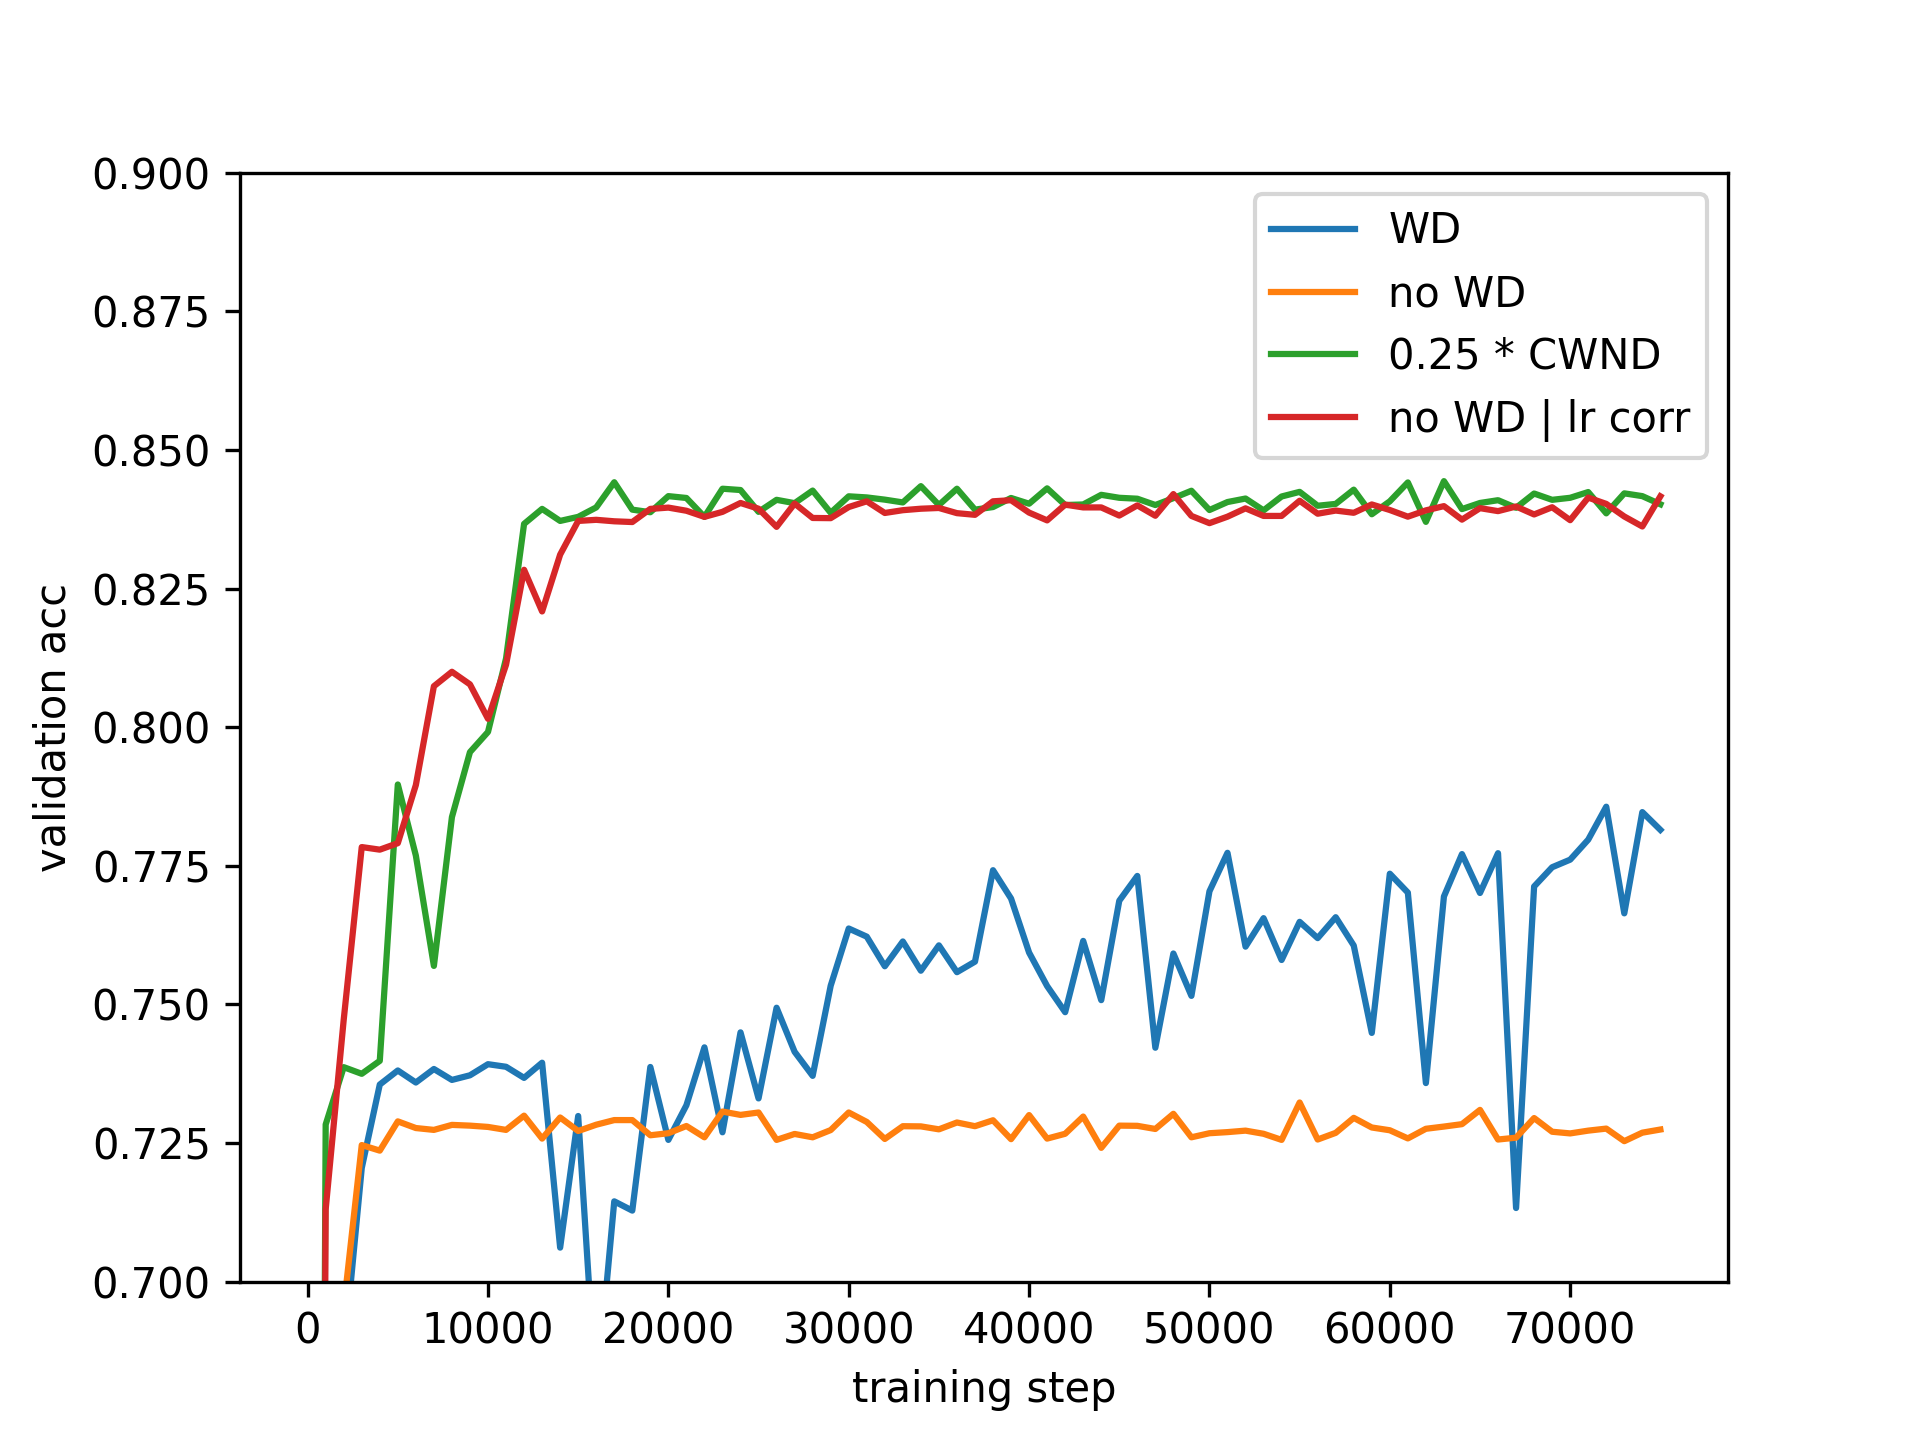 0.900
0.875
0.850
0.825
0.800
0.775
0.750
0.725
0.700
validation acc
WD
no WD
0.25 * CWND
no WD | lr corr
0 10000 20000 30000 40000 50000 60000 70000
training step